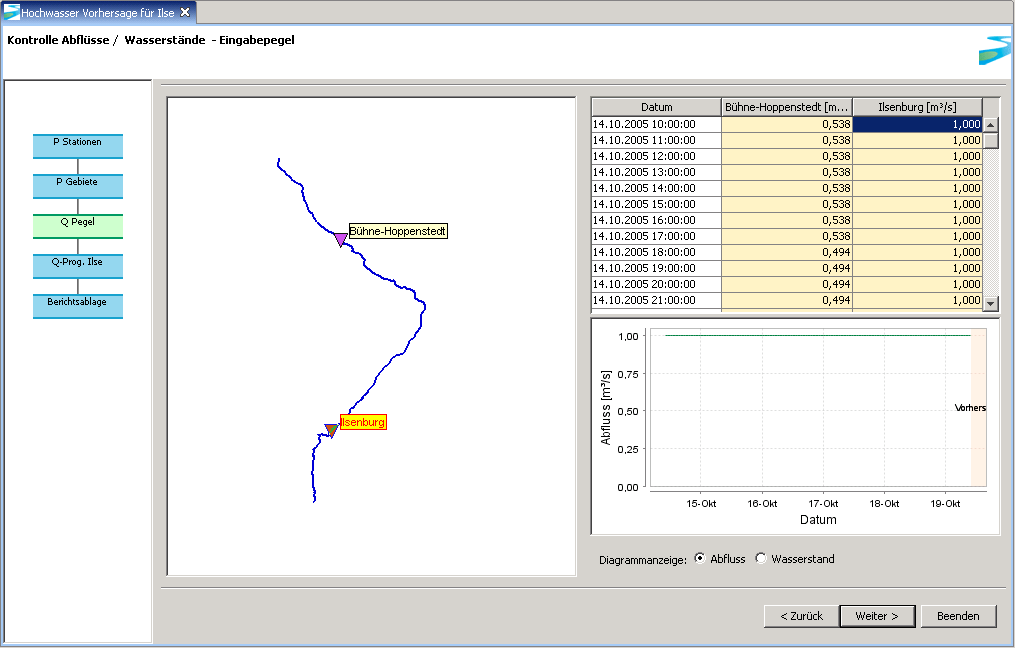 Hochwasser Vorhersage für Ilse
Kontrolle Abflüsse / Wasserstände - Eingabepegel
P Stationen
P Gebiete
Q Pegel
Q-Prog. Ilse
Berichtsablage
Bühne-Hoppenstedt
Ilsenburg
Datum Bühne-Hoppenstedt [m... Ilsenburg [m³/s]
14.10.2005 10:00:00 0,538 1,000
14.10.2005 11:00:00 0,538 1,000
14.10.2005 12:00:00 0,538 1,000
14.10.2005 13:00:00 0,538 1,000
14.10.2005 14:00:00 0,538 1,000
14.10.2005 15:00:00 0,538 1,000
14.10.2005 16:00:00 0,538 1,000
14.10.2005 17:00:00 0,538 1,000
14.10.2005 18:00:00 0,494 1,000
14.10.2005 19:00:00 0,494 1,000
14.10.2005 20:00:00 0,494 1,000
14.10.2005 21:00:00 0,494 1,000
Abfluss [m³/s]
1,00
0,75
0,50
0,25
0,00
Vorhers
15-Okt 16-Okt 17-Okt 18-Okt 19-Okt
Datum
Diagrammanzeige: Abfluss Wasserstand
< Zurück Weiter > Beenden